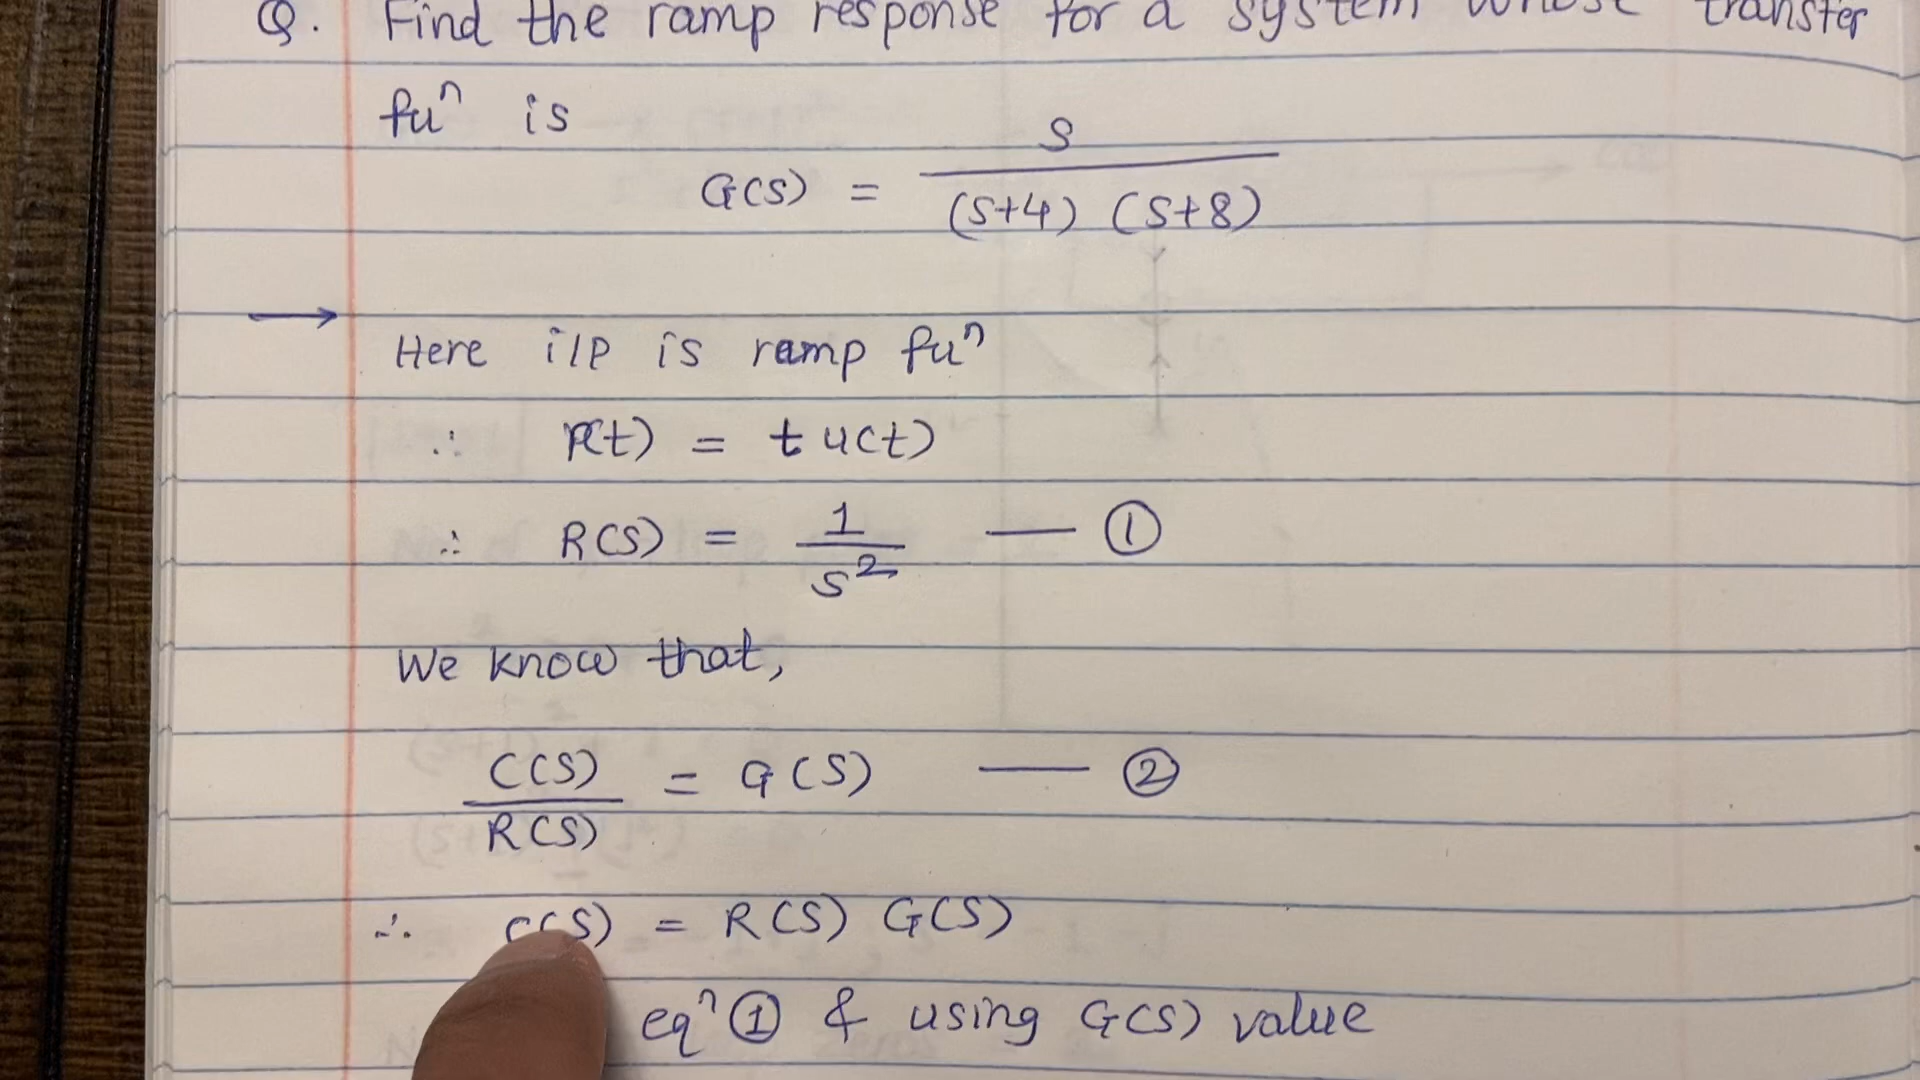 Q. Find the ramp response for a system whose transfer
fuⁿ is
G(S) = S / (S+4) (S+8)
→ Here i/P is ramp fuⁿ
∴ r(t) = t u(t)
∴ R(S) = 1 / S² — ①
We know that,
C(S) / R(S) = G(S) — ②
∴ C(S) = R(S) G(S)
eqⁿ ① & using G(S) value